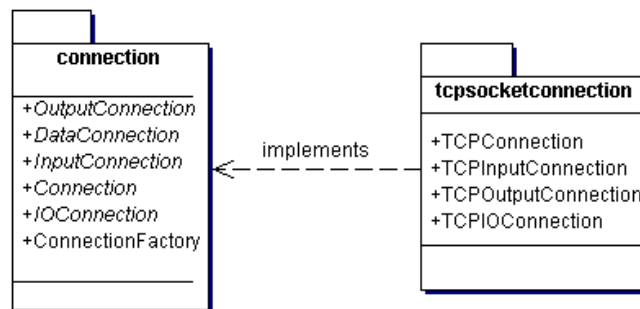 connection
+OutputConnection
+DataConnection
+InputConnection
+Connection
+IOConnection
+ConnectionFactory
implements
tcpsocketconnection
+TCPConnection
+TCPInputConnection
+TCPOutputConnection
+TCPIOConnection